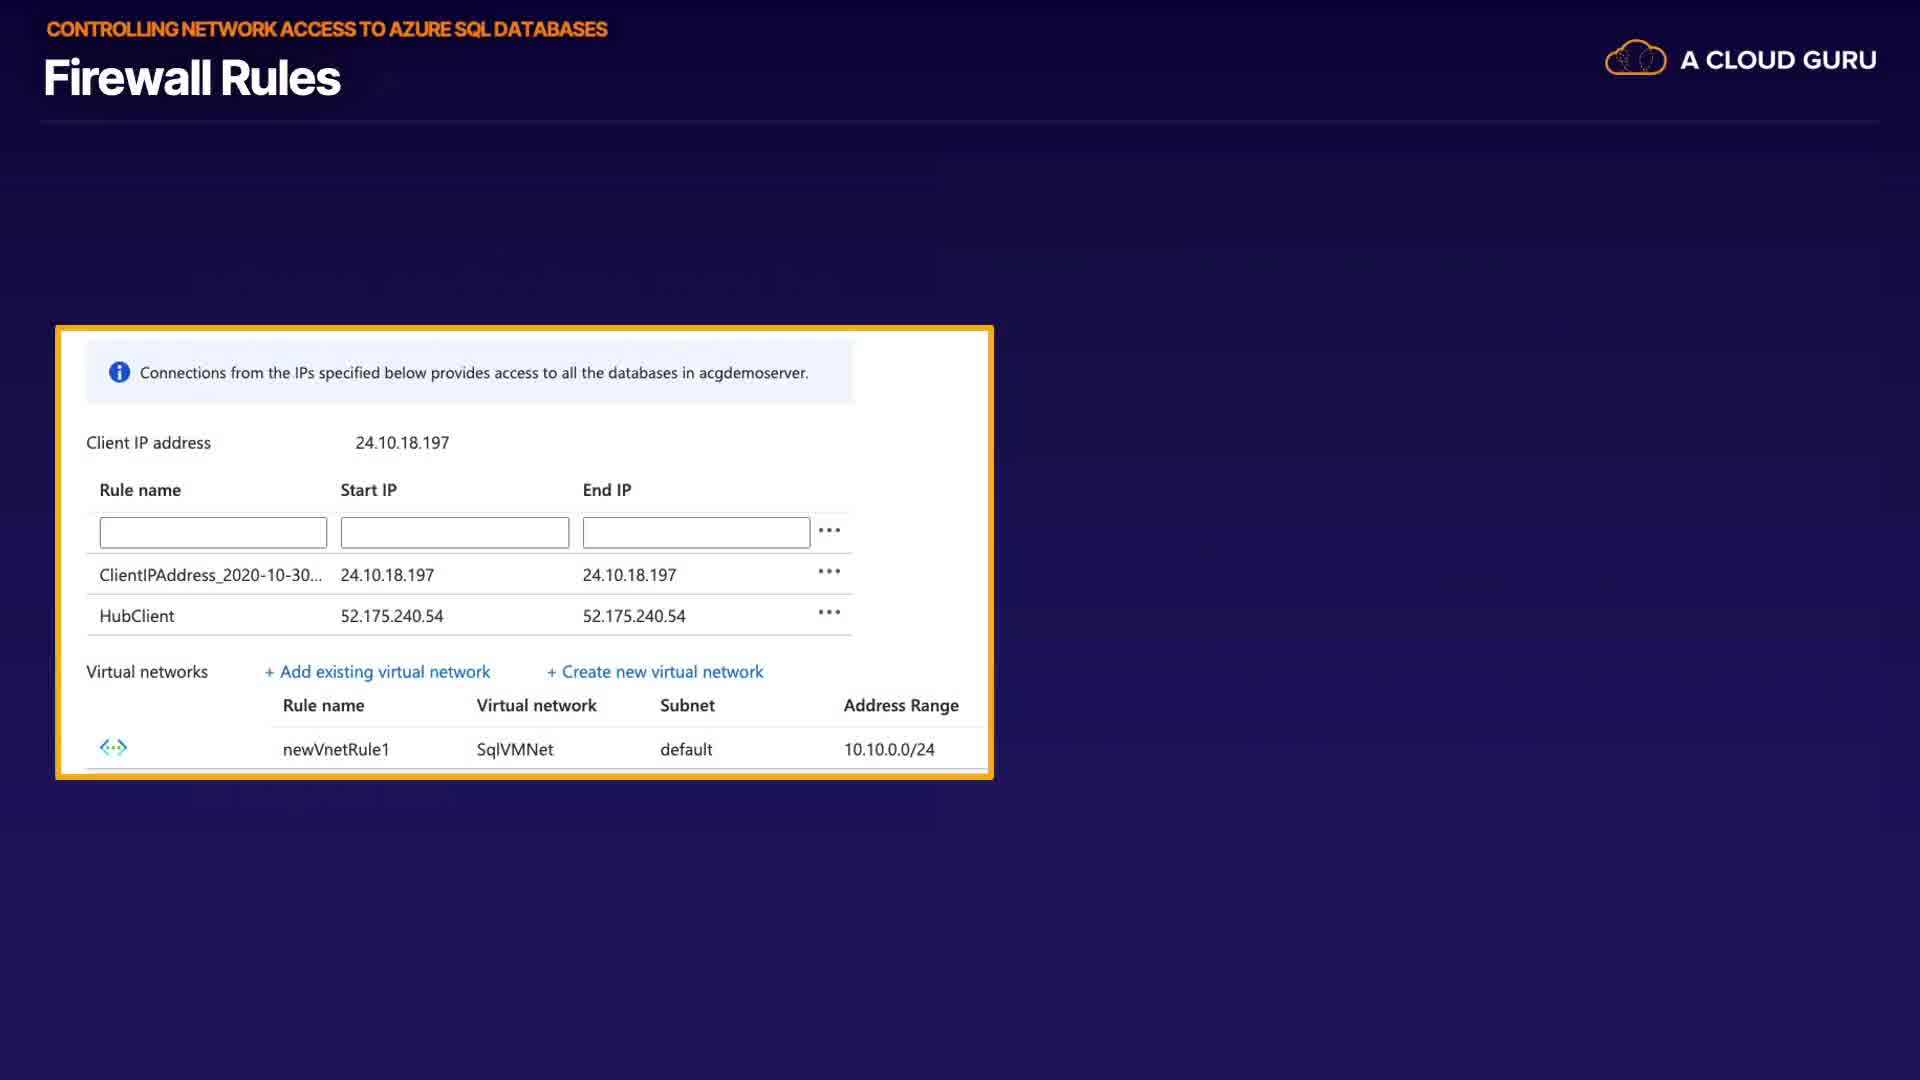 CONTROLLING NETWORK ACCESS TO AZURE SQL DATABASES
Firewall Rules
A CLOUD GURU
Connections from the IPs specified below provides access to all the databases in acgdemoserver.
Client IP address 24.10.18.197
Rule name Start IP End IP
ClientIPAddress_2020-10-30... 24.10.18.197 24.10.18.197
HubClient 52.175.240.54 52.175.240.54
Virtual networks + Add existing virtual network + Create new virtual network
Rule name Virtual network Subnet Address Range
newVnetRule1 SqlVMNet default 10.10.0.0/24